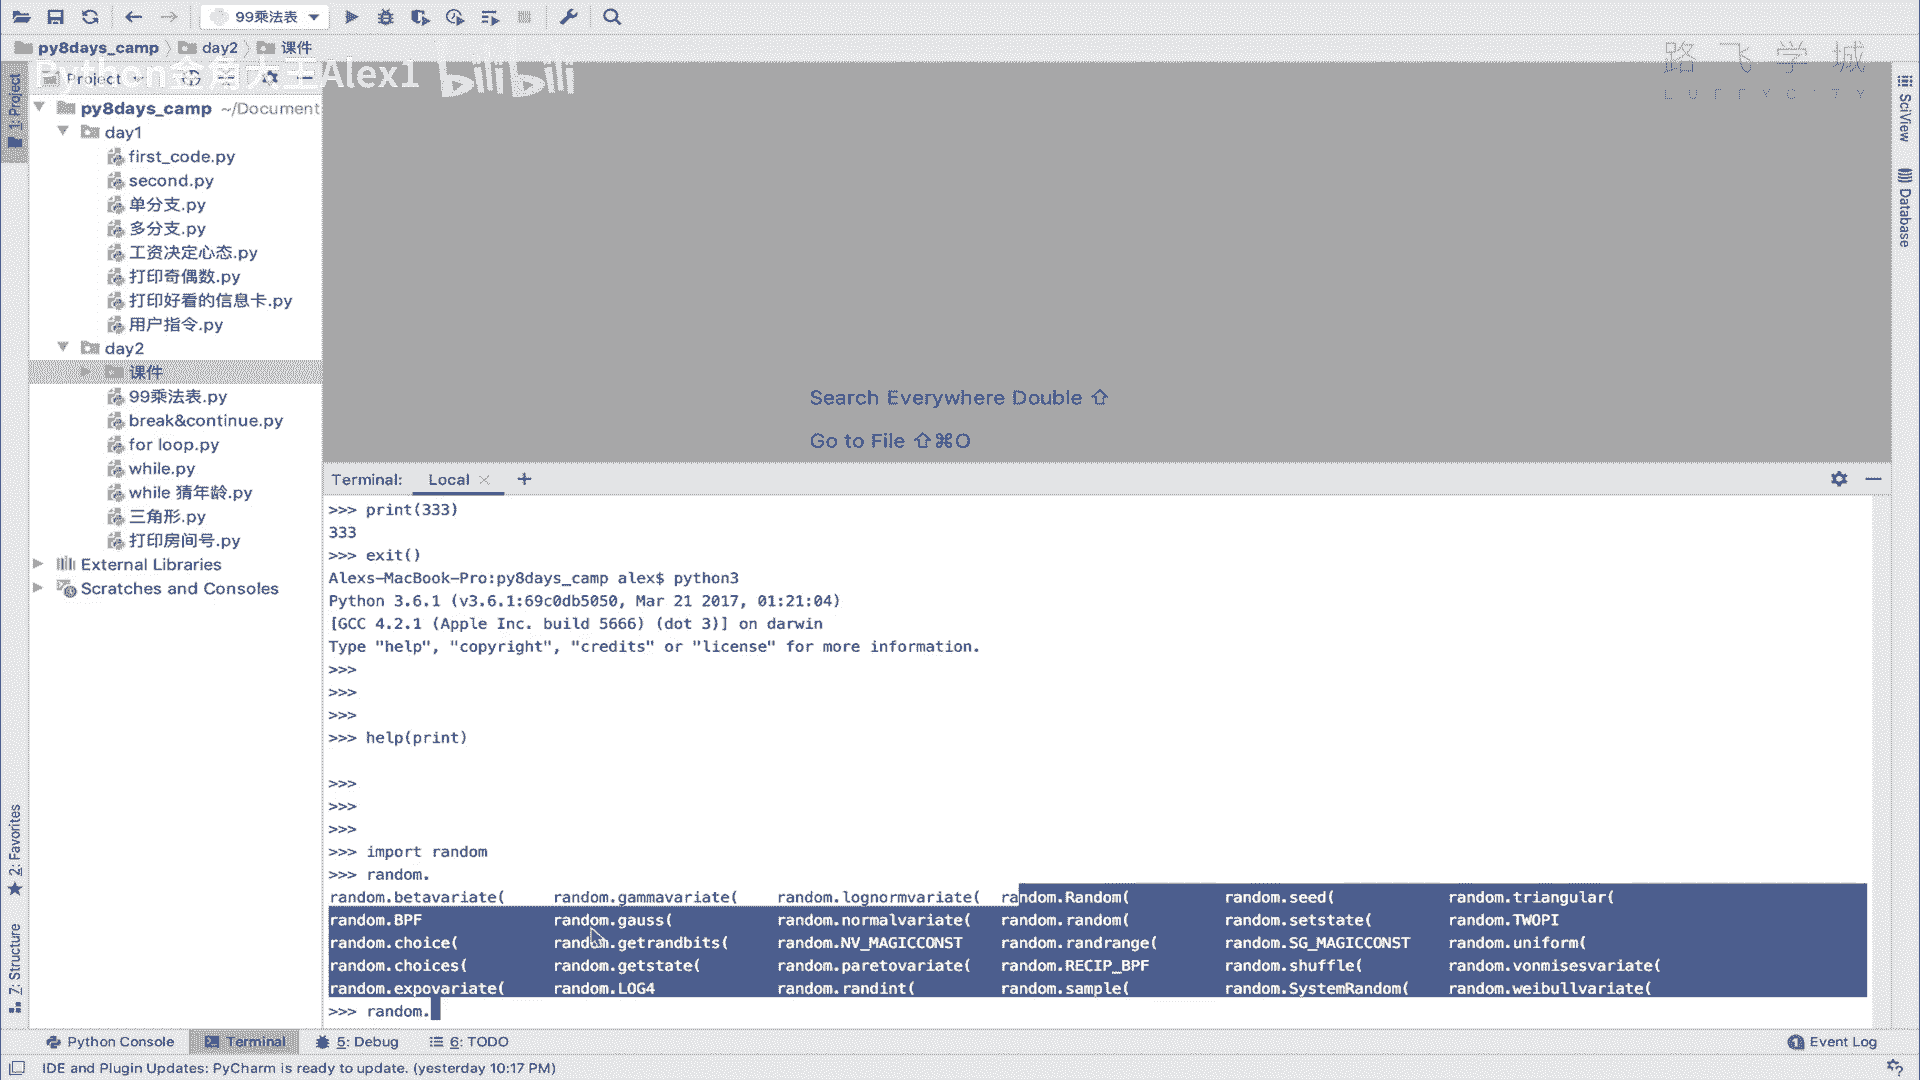 99乘法表
py8days_camp day2 课件
Python金角大王Alex1 bilibili
路飞学城
LUFFYCITY
Project
1: Project
py8days_camp ~/Document
day1
first_code.py
second.py
单分支.py
多分支.py
工资决定心态.py
打印奇偶数.py
打印好看的信息卡.py
用户指令.py
day2
课件
99乘法表.py
break&continue.py
for loop.py
while.py
while 猜年龄.py
三角形.py
打印房间号.py
External Libraries
Scratches and Consoles
2: Favorites
7: Structure
SciView
Database
Search Everywhere Double ⇧
Go to File ⇧⌘O
Terminal: Local
>>> print(333)
333
>>> exit()
Alexs-MacBook-Pro:py8days_camp alex$ python3
Python 3.6.1 (v3.6.1:69c0db5050, Mar 21 2017, 01:21:04)
[GCC 4.2.1 (Apple Inc. build 5666) (dot 3)] on darwin
Type "help", "copyright", "credits" or "license" for more information.
>>>
>>>
>>>
>>> help(print)
>>>
>>>
>>>
>>> import random
>>> random.
random.betavariate( random.gammavariate( random.lognormvariate( random.Random( random.seed( random.triangular(
random.BPF random.gauss( random.normalvariate( random.random( random.setstate( random.TWOPI
random.choice( random.getrandbits( random.NV_MAGICCONST random.randrange( random.SG_MAGICCONST random.uniform(
random.choices( random.getstate( random.paretovariate( random.RECIP_BPF random.shuffle( random.vonmisesvariate(
random.expovariate( random.LOG4 random.randint( random.sample( random.SystemRandom( random.weibullvariate(
>>> random.
Python Console Terminal 5: Debug 6: TODO 1 Event Log
IDE and Plugin Updates: PyCharm is ready to update. (yesterday 10:17 PM)